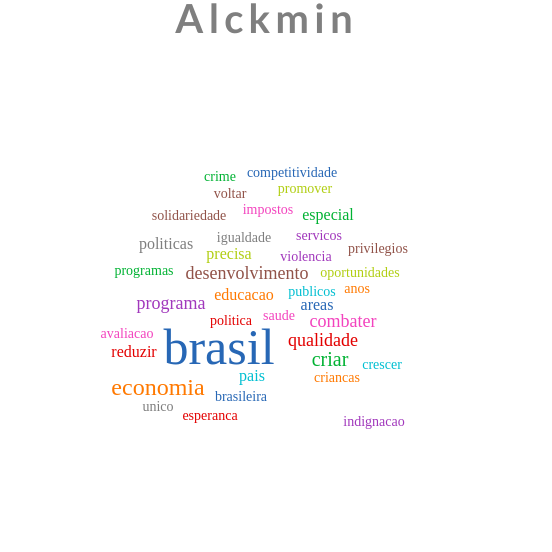 Alckmin
crime competitividade
voltar promover
solidariedade impostos especial
politicas igualdade servicos
precisa violencia privilegios
programas desenvolvimento oportunidades
educacao publicos anos
programa areas
politica saude combater
avaliacao brasil qualidade
reduzir criar crescer
economia pais criancas
unico brasileira
esperanca indignacao